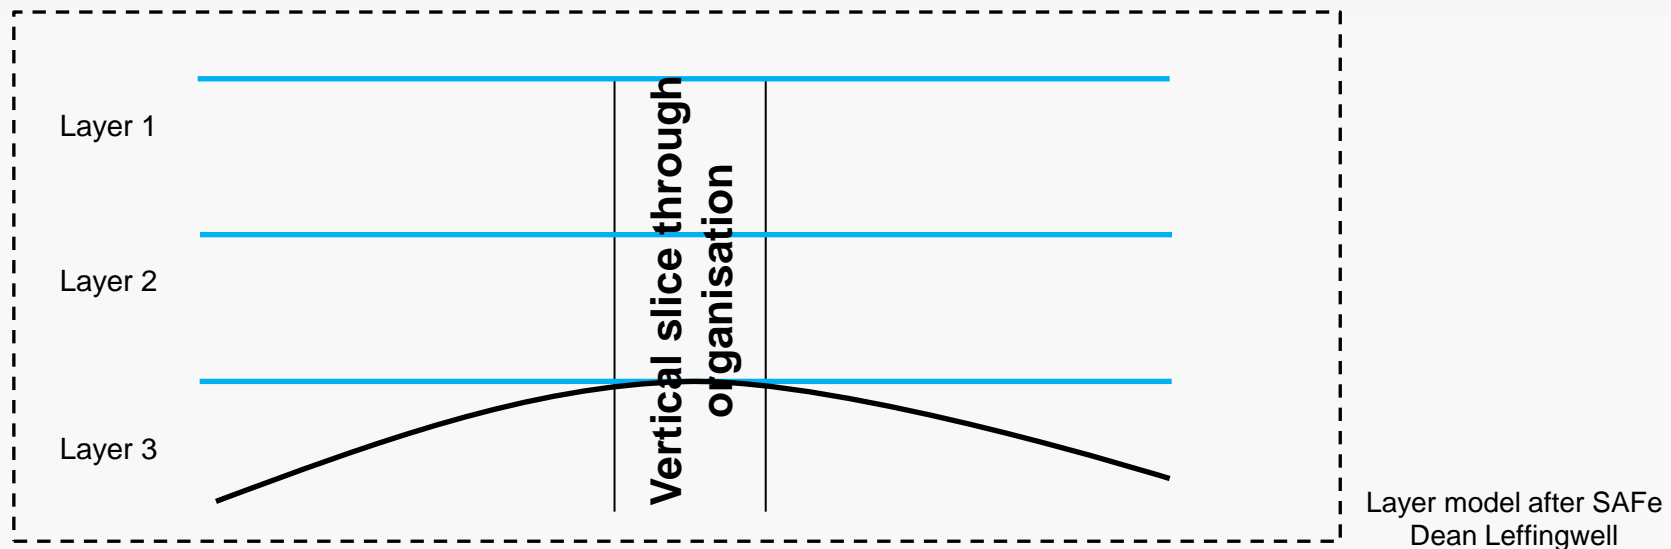 Layer 1
Layer 2
Layer 3
Vertical slice through
organisation
Layer model after SAFe
Dean Leffingwell